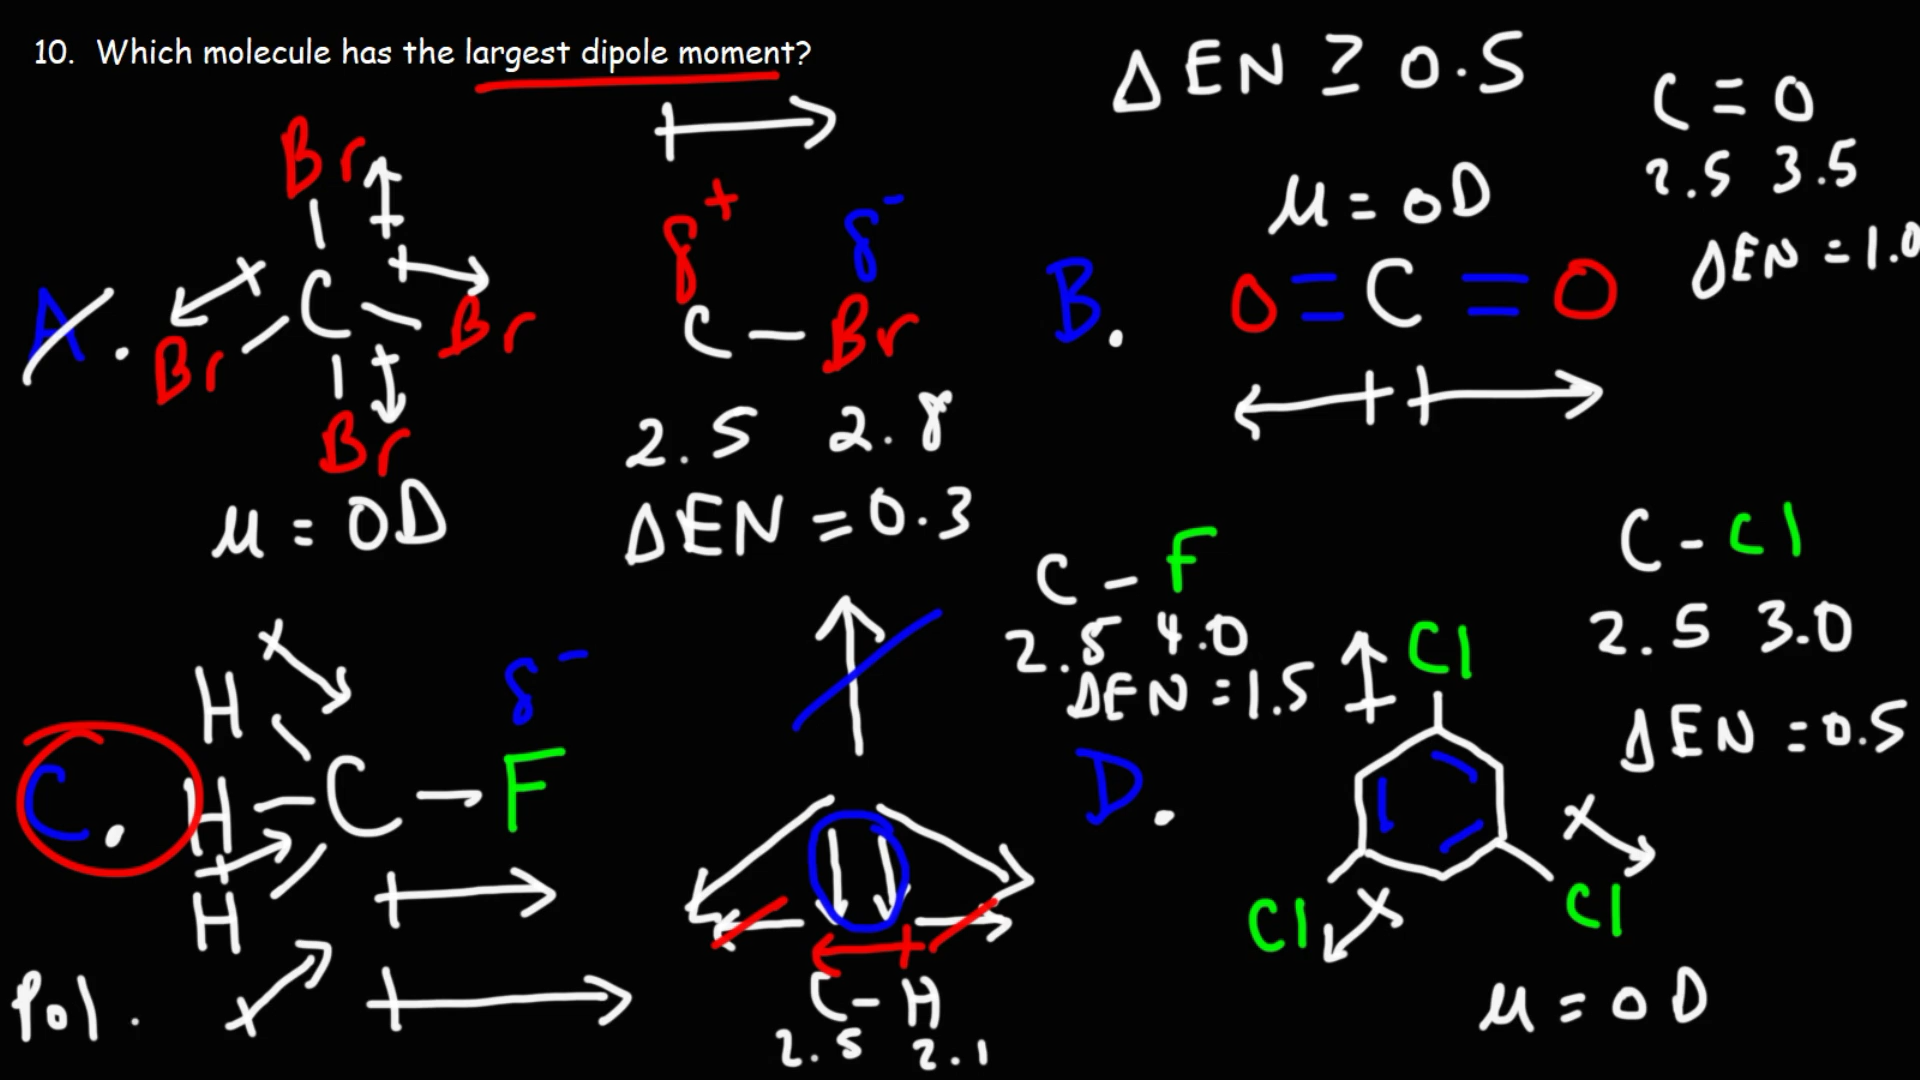 10. Which molecule has the largest dipole moment?
ΔEN ≥ 0.5
C = O
2.5 3.5
ΔEN = 1.0
μ = 0D
Br
δ+ δ-
A. Br C Br
Br
C - Br
2.5 2.8
ΔEN = 0.3
μ = 0D
B. O = C = O
C - F
2.5 4.0
ΔEN = 1.5
C - Cl
2.5 3.0
ΔEN = 0.5
H
δ-
C. H - C - F
H
Pol.
C - H
2.5 2.1
D.
Cl
Cl Cl
μ = 0D